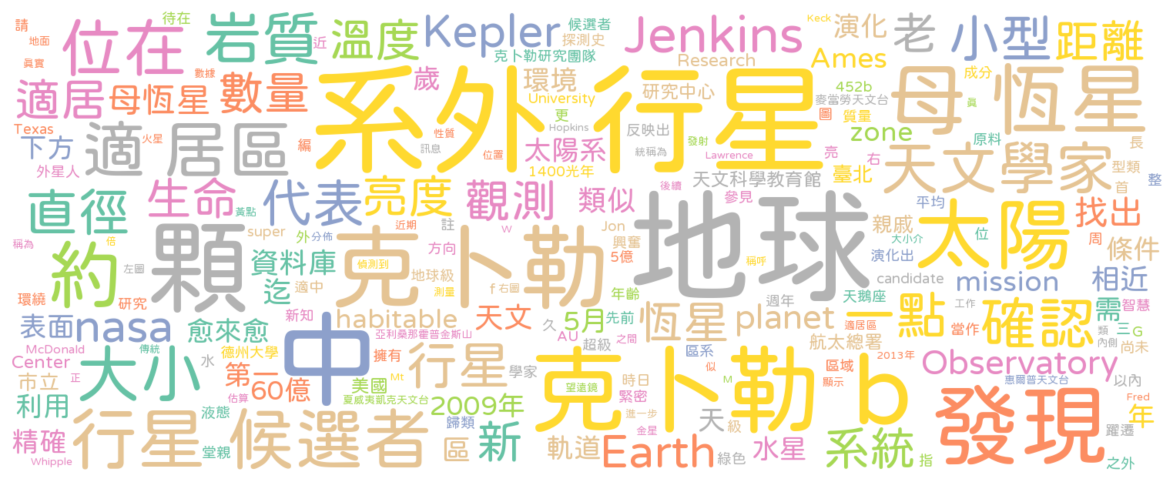 請
地面
待在
位在
岩質
溫度
近
Kepler
候選者
探測史
克卜勒研究團隊
Jenkins
Research
Keck
演化
Ames
老
小型
距離
真實
數據
適居
母恆星
數量
歲
系外行星
環境
University
研究中心
452b
麥當勞天文台
成分
質量
母恆星
Texas
火星
性質
更
Hopkins
反映出
發射
圖
zone
原料
長
下方
適居區
編
訊息
位置
太陽系
統稱為
Lawrence
亮
右
天文學家
型類
外星人
1400光年
天文科學教育館
臺北
首
整
生命
代表
亮度
觀測
類似
後續
參見
平均
找出
直徑
黃點
近期
註
w
Jon
地球
親戚
太陽
位
周
稱為
倍
super
外
分佈
方向
興奮
5億
演化出
大小介
條件
約
顆
資料庫
克卜勒
偵測到
地球級
稱呼
candidate
mission
相近
左圖
f
右圖
測量
環繞
研究
迄
適中
年齡
週年
天鵝座
一點
工作
確認
需
智慧
表面
nasa
愈來愈
新知
habitable
天文
久
5月
先前
恆星
planet
適居區
當作
類
三
G
亞利桑那霍普金斯山
AU
超級
之間
航太總署
內側
尚未
McDonald
傳統
德州大學
擁有
學家
區系
2013年
Center
大小
水
中
行星
克卜勒b
區域
Observatory
市立
正
第一
60億
美國
Mt
望遠鏡
時日
似
顯示
惠爾普天文台
以內
估算
夏威夷凱克天文台
緊密
M
利用
液態
2009年
歸類
進一步
天
級
發現
Fred
年
精確
行星
候選者
堂親
區
新
軌道
Earth
金星
水星
綠色
系統
指
躍遷
之外
Whipple